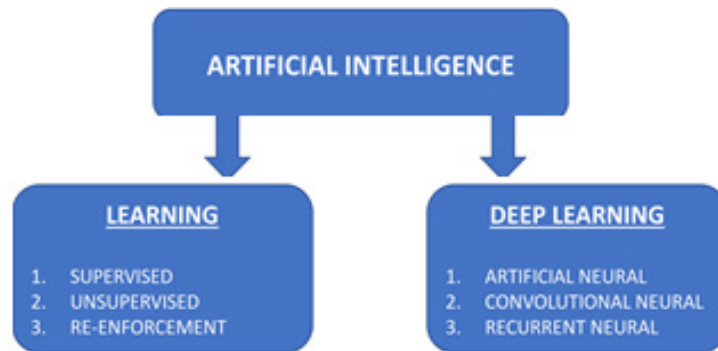 ARTIFICIAL INTELLIGENCE
LEARNING
1. SUPERVISED
2. UNSUPERVISED
3. RE-ENFORCEMENT
DEEP LEARNING
1. ARTIFICIAL NEURAL
2. CONVOLUTIONAL NEURAL
3. RECURRENT NEURAL